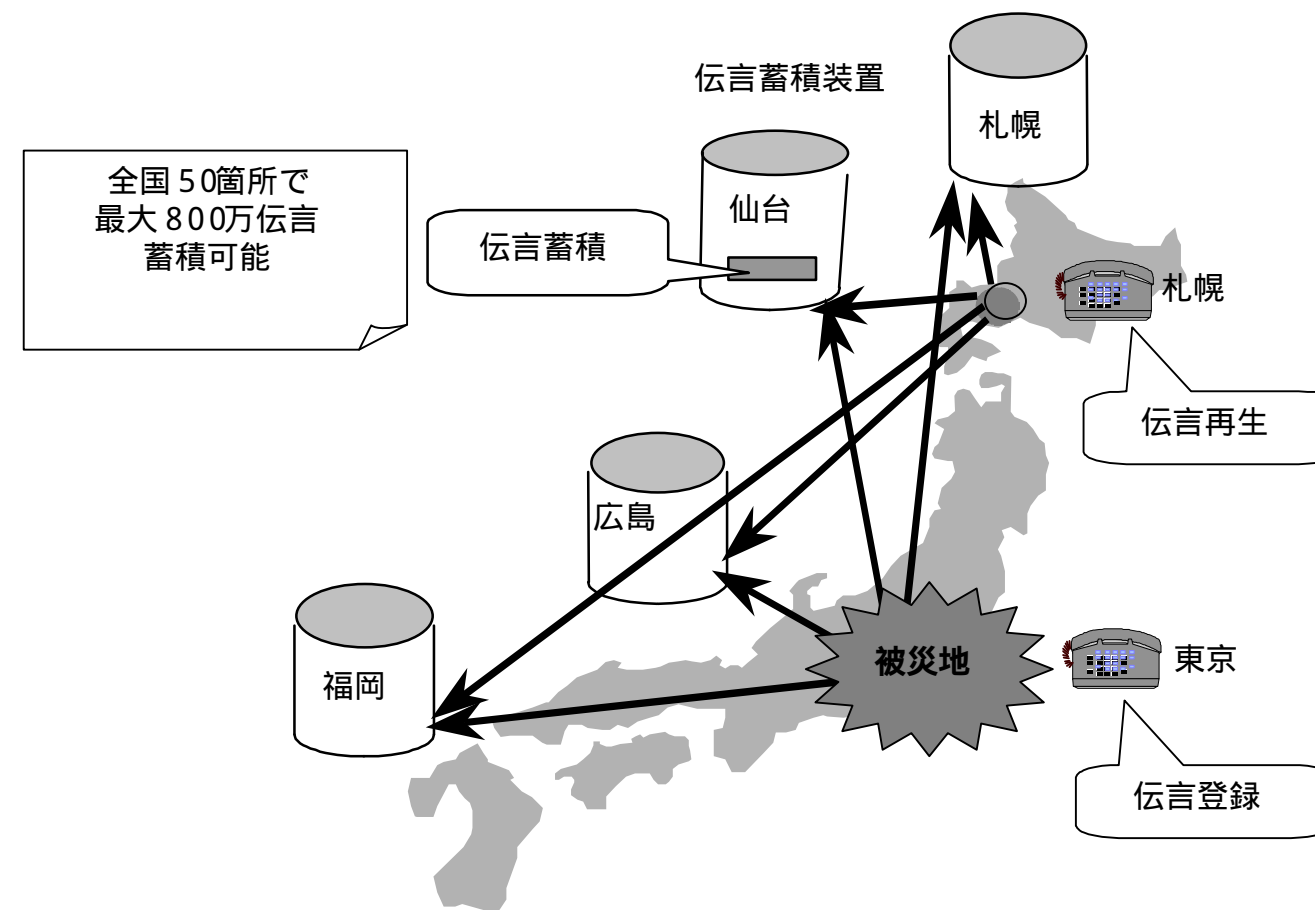 伝言蓄積装置
札幌
全国50箇所で
最大800万伝言
蓄積可能
仙台
伝言蓄積
札幌
伝言再生
広島
被災地
東京
福岡
伝言登録